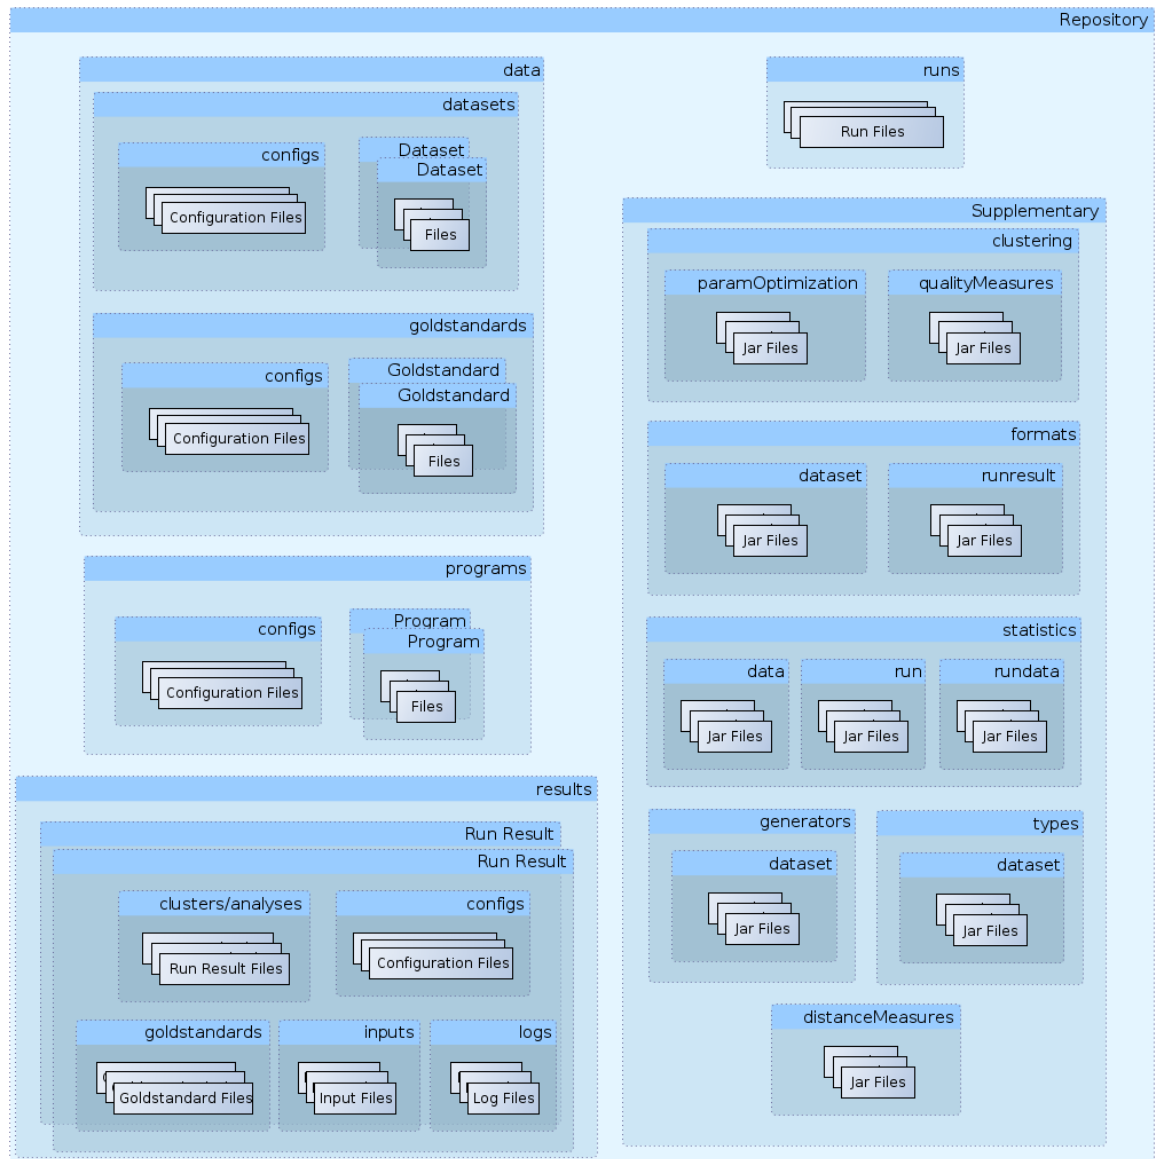 Repository
data
datasets
configs
Configuration Files
Dataset
Dataset
Files
goldstandards
configs
Configuration Files
Goldstandard
Goldstandard
Files
programs
configs
Configuration Files
Program
Program
Files
results
Run Result
Run Result
clusters/analyses
Run Result Files
configs
Configuration Files
goldstandards
Goldstandard Files
inputs
Input Files
logs
Log Files
runs
Run Files
Supplementary
clustering
paramOptimization
Jar Files
qualityMeasures
Jar Files
formats
dataset
Jar Files
runresult
Jar Files
statistics
data
Jar Files
run
Jar Files
rundata
Jar Files
generators
dataset
Jar Files
types
dataset
Jar Files
distanceMeasures
Jar Files